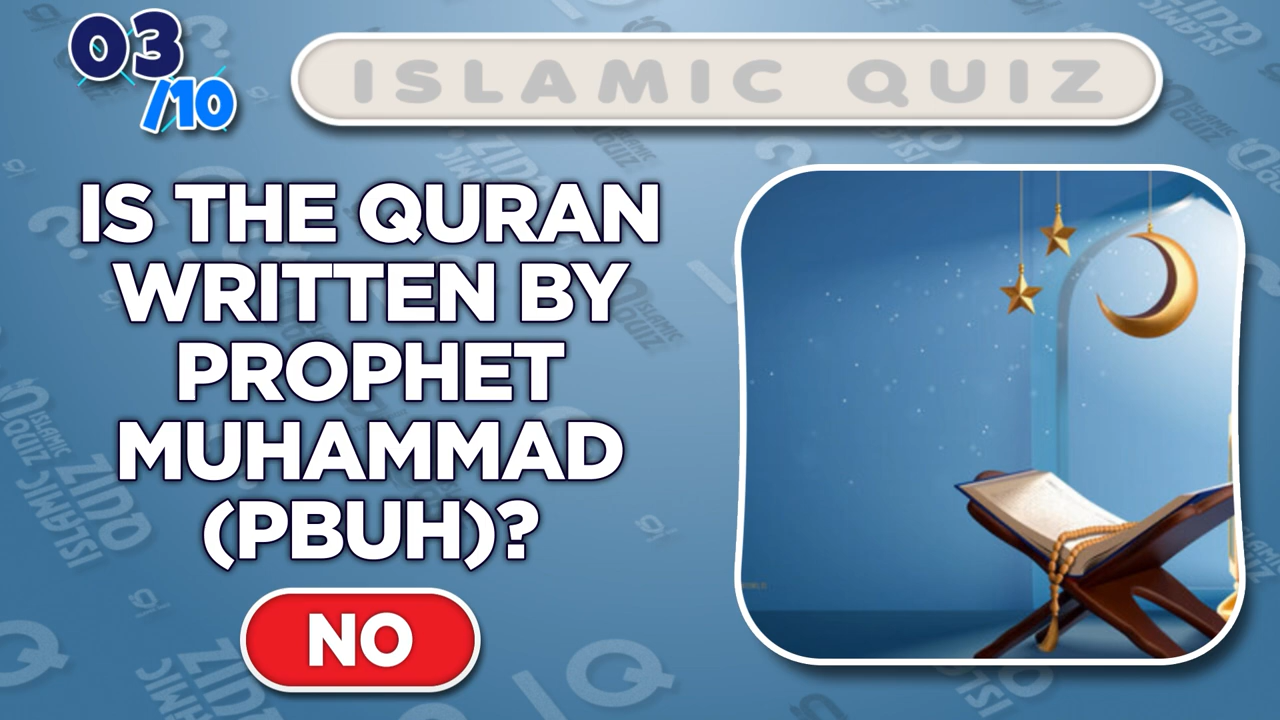 03
/10
ISLAMIC QUIZ
IS THE QURAN
WRITTEN BY
PROPHET
MUHAMMAD
(PBUH)?
NO